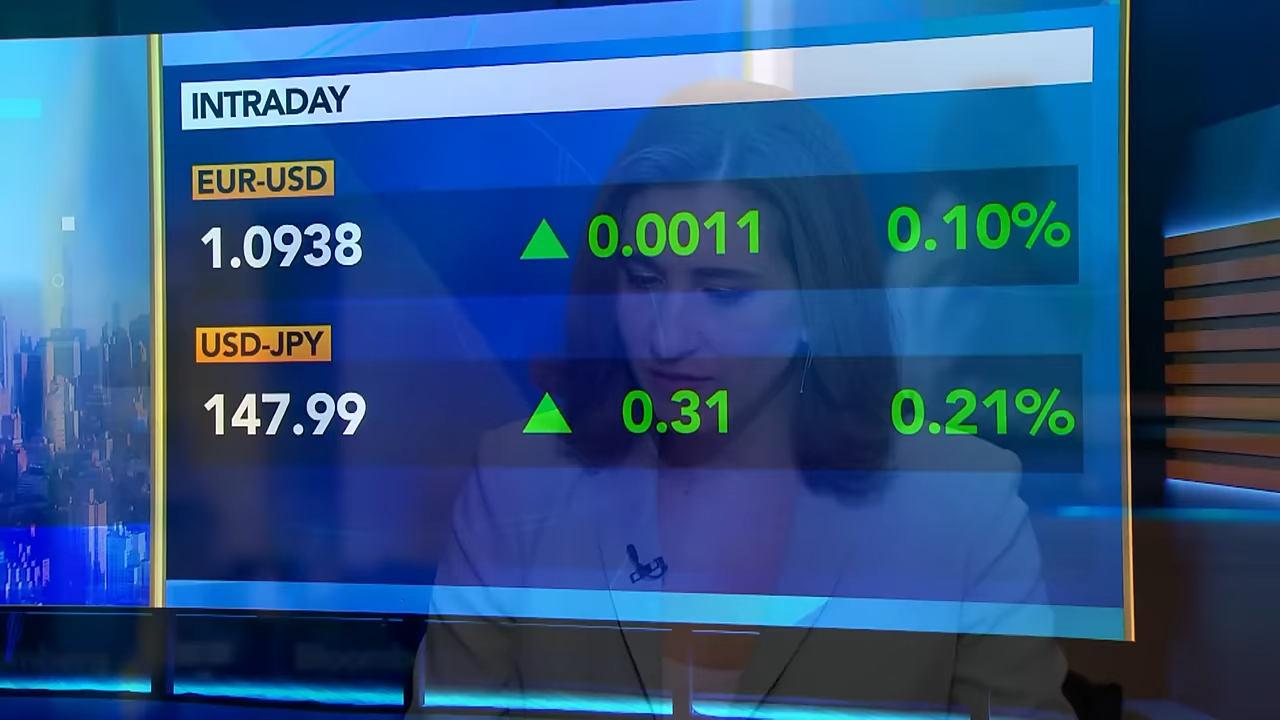 INTRADAY
EUR-USD
1.0938 ▲ 0.0011 0.10%
USD-JPY
147.99 ▲ 0.31 0.21%